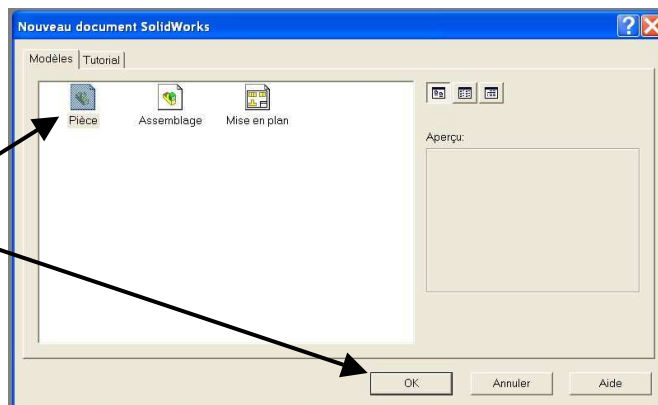 Nouveau document SolidWorks
Modèles Tutorial
Pièce Assemblage Mise en plan
Aperçu:
OK Annuler Aide